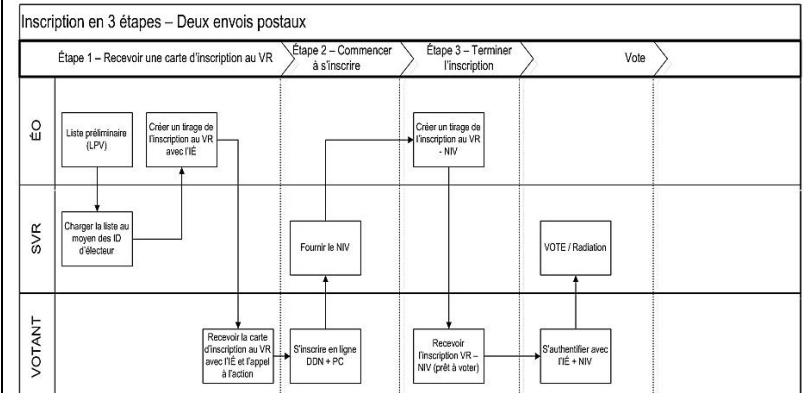 Inscription en 3 étapes – Deux envois postaux
Étape 1 – Recevoir une carte d’inscription au VR
Étape 2 – Commencer
à s’inscrire
Étape 3 – Terminer
l’inscription
Vote
ÉO
Liste préliminaire
(LPV)
Créer un tirage de
l’inscription au VR
avec l’IÉ
Créer un tirage de
l’inscription au VR
- NIV
SVR
Charger la liste au
moyen des ID
d’électeur
Fournir le NIV
VOTE / Radiation
VOTANT
Recevoir la carte
d’inscription au VR
avec l’IÉ et l’appel
à l’action
S’inscrire en ligne
DDN + PC
Recevoir
l’inscription VR –
NIV (prêt à voter)
S’authentifier avec
l’IÉ + NIV